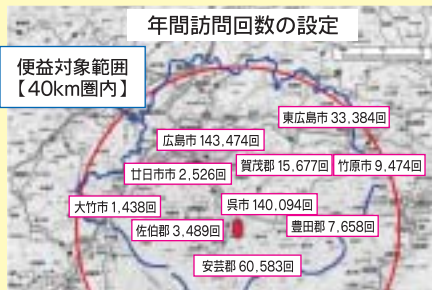 年間訪問回数の設定
便益対象範囲
【40km圏内】
東広島市 33,384回
広島市 143,474回
賀茂郡 15,677回
竹原市 9,474回
廿日市市 2,526回
大竹市 1,438回
呉市 140,094回
佐伯郡 3,489回
豊田郡 7,658回
安芸郡 60,583回